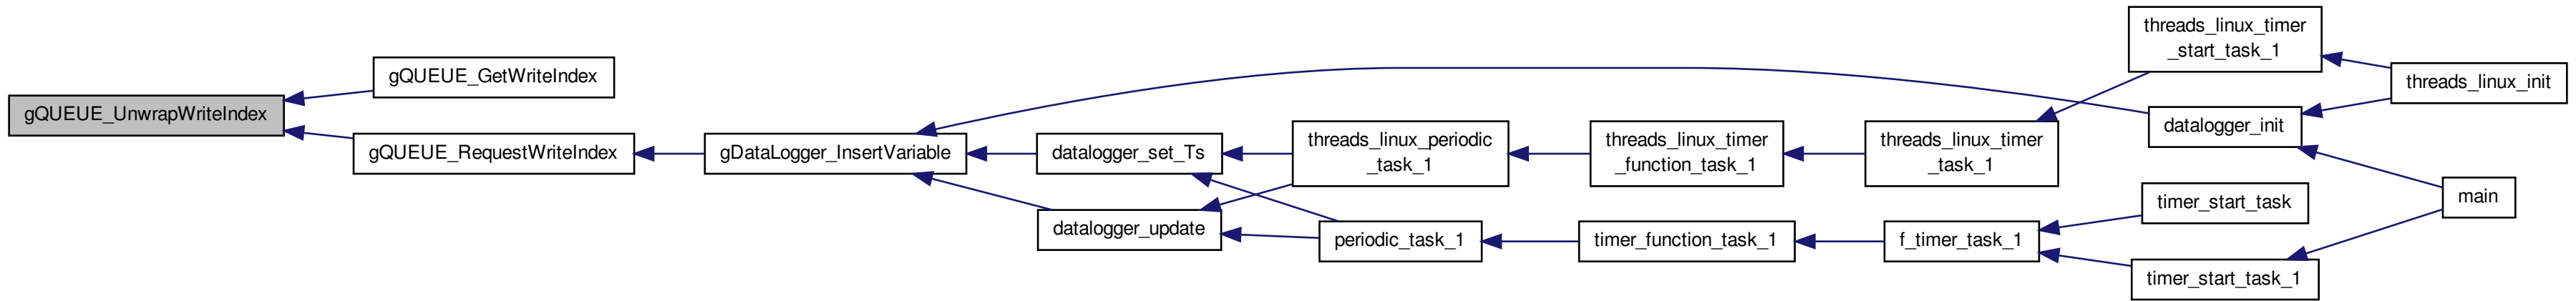 gQUEUE_UnwrapWriteIndex
gQUEUE_GetWriteIndex
gQUEUE_RequestWriteIndex
gDataLogger_InsertVariable
datalogger_set_Ts
datalogger_update
threads_linux_periodic
_task_1
periodic_task_1
threads_linux_timer
_function_task_1
timer_function_task_1
threads_linux_timer
_task_1
f_timer_task_1
threads_linux_timer
_start_task_1
datalogger_init
timer_start_task
timer_start_task_1
threads_linux_init
main